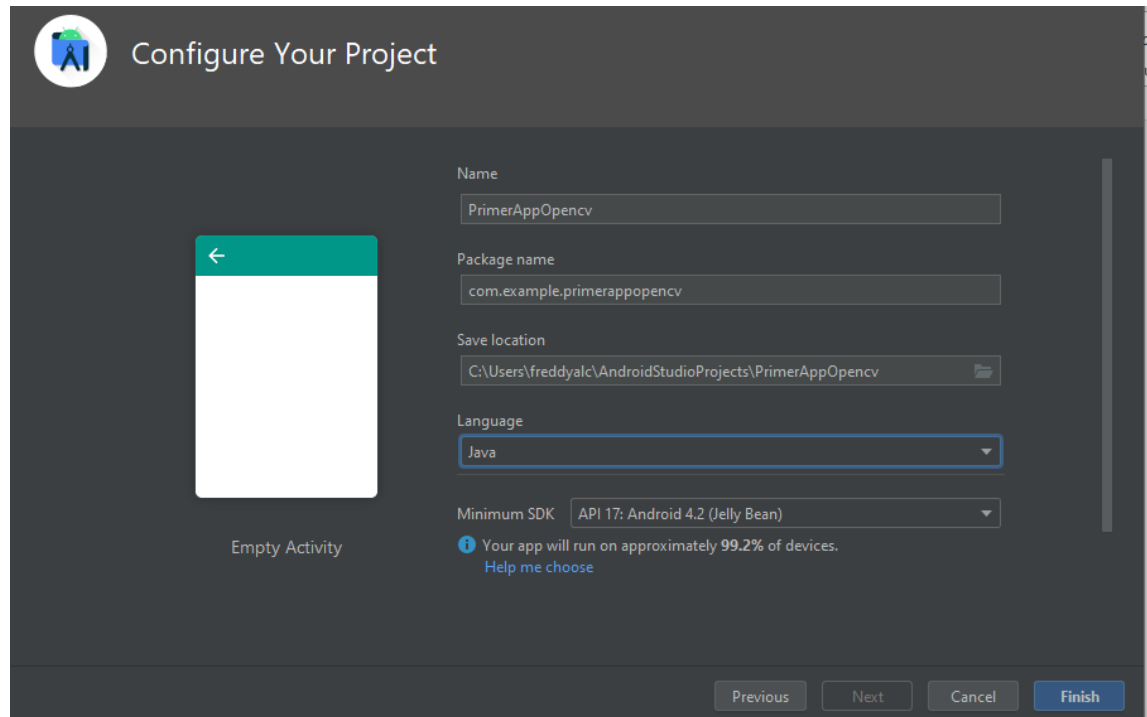 Configure Your Project
Name
PrimerAppOpencv
Package name
com.example.primerappopencv
Save location
C:\Users\freddyalc\AndroidStudioProjects\PrimerAppOpencv
Language
Java
Minimum SDK API 17: Android 4.2 (Jelly Bean)
Your app will run on approximately 99.2% of devices.
Help me choose
Empty Activity
Previous Next Cancel Finish